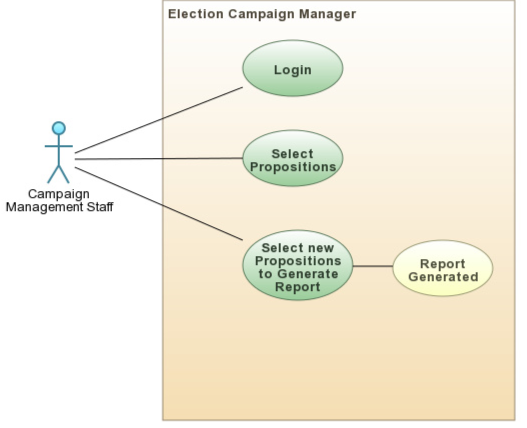 Election Campaign Manager
Login
Select
Propositions
Campaign
Management Staff
Select new
Propositions
to Generate
Report
Report
Generated